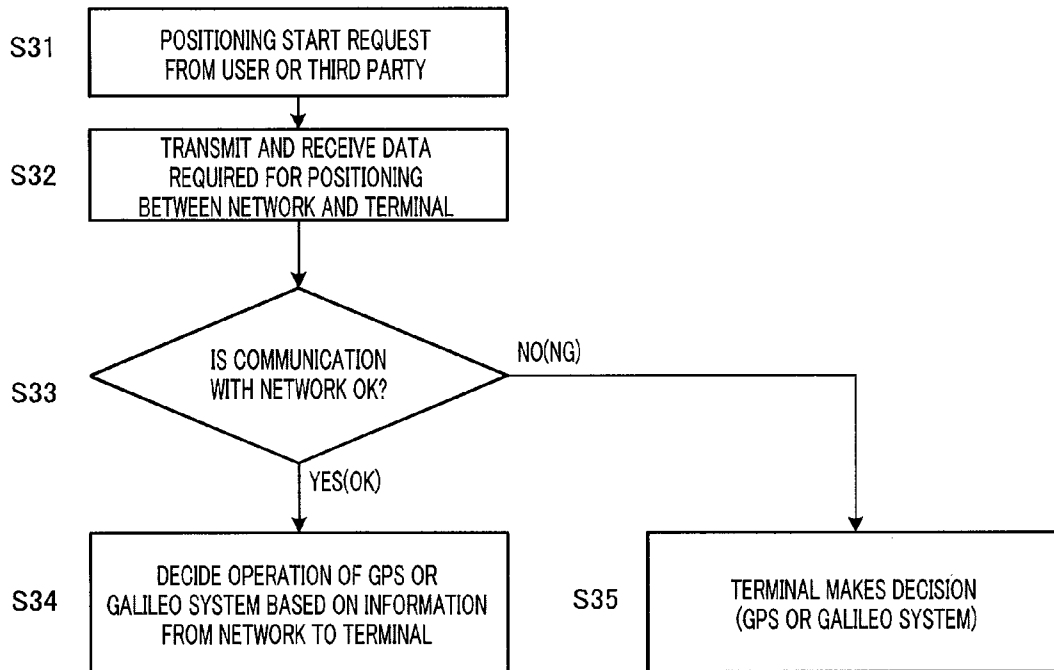 S31
POSITIONING START REQUEST
FROM USER OR THIRD PARTY
S32
TRANSMIT AND RECEIVE DATA
REQUIRED FOR POSITIONING
BETWEEN NETWORK AND TERMINAL
S33
IS COMMUNICATION
WITH NETWORK OK?
NO(NG)
YES(OK)
S34
DECIDE OPERATION OF GPS OR
GALILEO SYSTEM BASED ON INFORMATION
FROM NETWORK TO TERMINAL
S35
TERMINAL MAKES DECISION
(GPS OR GALILEO SYSTEM)